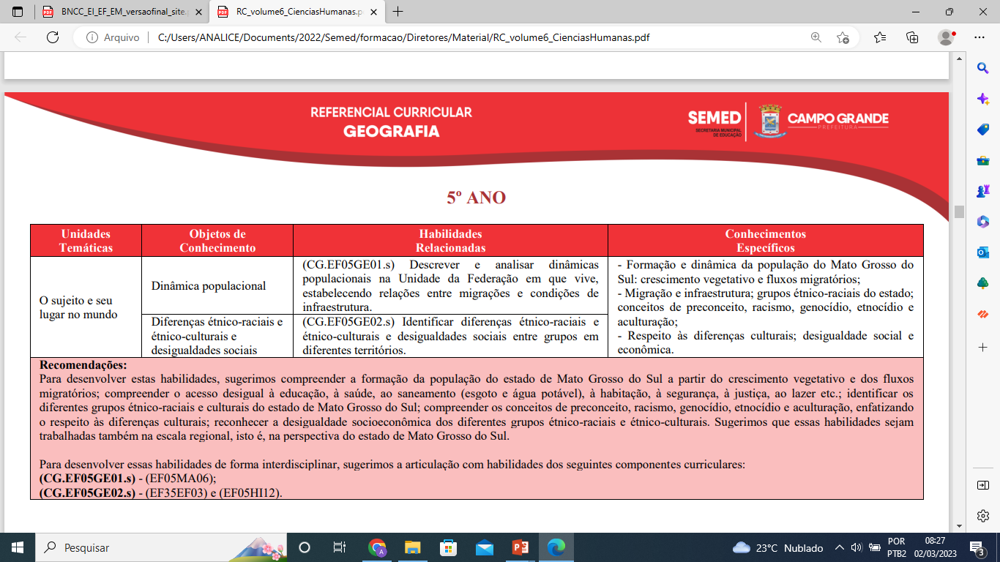 BNCC_EI_EF_EM_versaofinal_site.p
RC_volume6_CienciasHumanas.p
Arquivo
C:/Users/ANALICE/Documents/2022/Semed/formacao/Diretores/Material/RC_volume6_CienciasHumanas.pdf
REFERENCIAL CURRICULAR
GEOGRAFIA
SEMED
SECRETARIA MUNICIPAL
DE EDUCAÇÃO
CAMPO GRANDE
PREFEITURA
5º ANO
Unidades
Temáticas
Objetos de
Conhecimento
Habilidades
Relacionadas
Conhecimentos
Específicos
O sujeito e seu
lugar no mundo
Dinâmica populacional
(CG.EF05GE01.s) Descrever e analisar dinâmicas
populacionais na Unidade da Federação em que vive,
estabelecendo relações entre migrações e condições de
infraestrutura.
- Formação e dinâmica da população do Mato Grosso do
Sul: crescimento vegetativo e fluxos migratórios;
- Migração e infraestrutura; grupos étnico-raciais do estado;
conceitos de preconceito, racismo, genocídio, etnocídio e
aculturação;
- Respeito às diferenças culturais; desigualdade social e
econômica.
Diferenças étnico-raciais e
étnico-culturais e
desigualdades sociais
(CG.EF05GE02.s) Identificar diferenças étnico-raciais e
étnico-culturais e desigualdades sociais entre grupos em
diferentes territórios.
Recomendações:
Para desenvolver estas habilidades, sugerimos compreender a formação da população do estado de Mato Grosso do Sul a partir do crescimento vegetativo e dos fluxos
migratórios; compreender o acesso desigual à educação, à saúde, ao saneamento (esgoto e água potável), à habitação, à segurança, à justiça, ao lazer etc.; identificar os
diferentes grupos étnico-raciais e culturais do estado de Mato Grosso do Sul; compreender os conceitos de preconceito, racismo, genocídio, etnocídio e aculturação, enfatizando
o respeito às diferenças culturais; reconhecer a desigualdade socioeconômica dos diferentes grupos étnico-raciais e étnico-culturais. Sugerimos que essas habilidades sejam
trabalhadas também na escala regional, isto é, na perspectiva do estado de Mato Grosso do Sul.
Para desenvolver essas habilidades de forma interdisciplinar, sugerimos a articulação com habilidades dos seguintes componentes curriculares:
(CG.EF05GE01.s) - (EF05MA06);
(CG.EF05GE02.s) - (EF35EF03) e (EF05HI12).
Pesquisar
23°C Nublado
POR
PTB2
08:27
02/03/2023
3